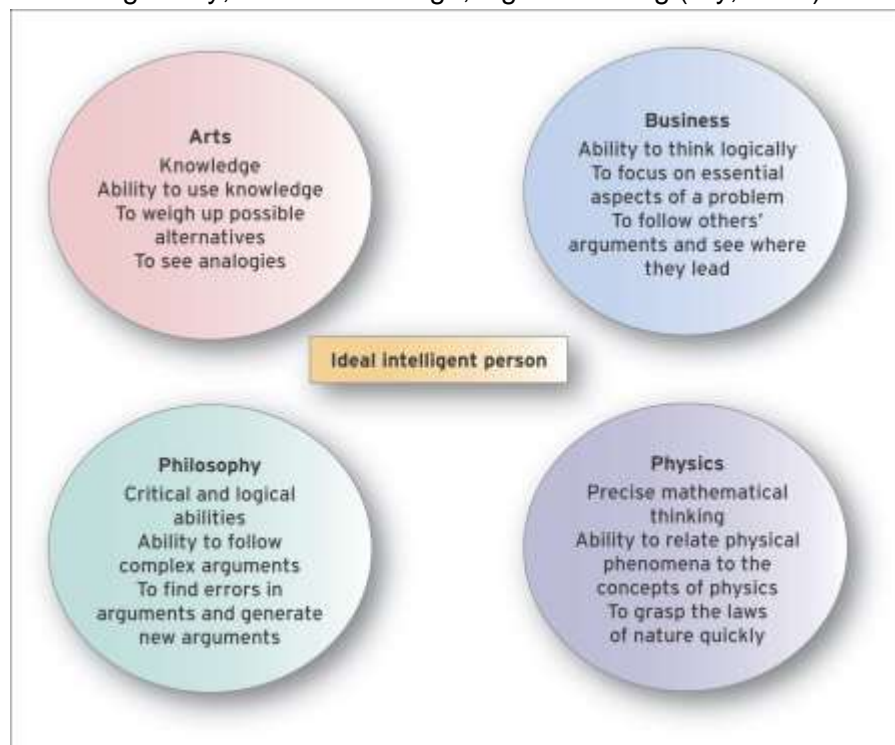 Arts
Knowledge
Ability to use knowledge
To weigh up possible
alternatives
To see analogies
Business
Ability to think logically
To focus on essential
aspects of a problem
To follow others'
arguments and see where
they lead
Ideal intelligent person
Philosophy
Critical and logical
abilities
Ability to follow
complex arguments
To find errors in
arguments and generate
new arguments
Physics
Precise mathematical
thinking
Ability to relate physical
phenomena to the
concepts of physics
To grasp the laws
of nature quickly